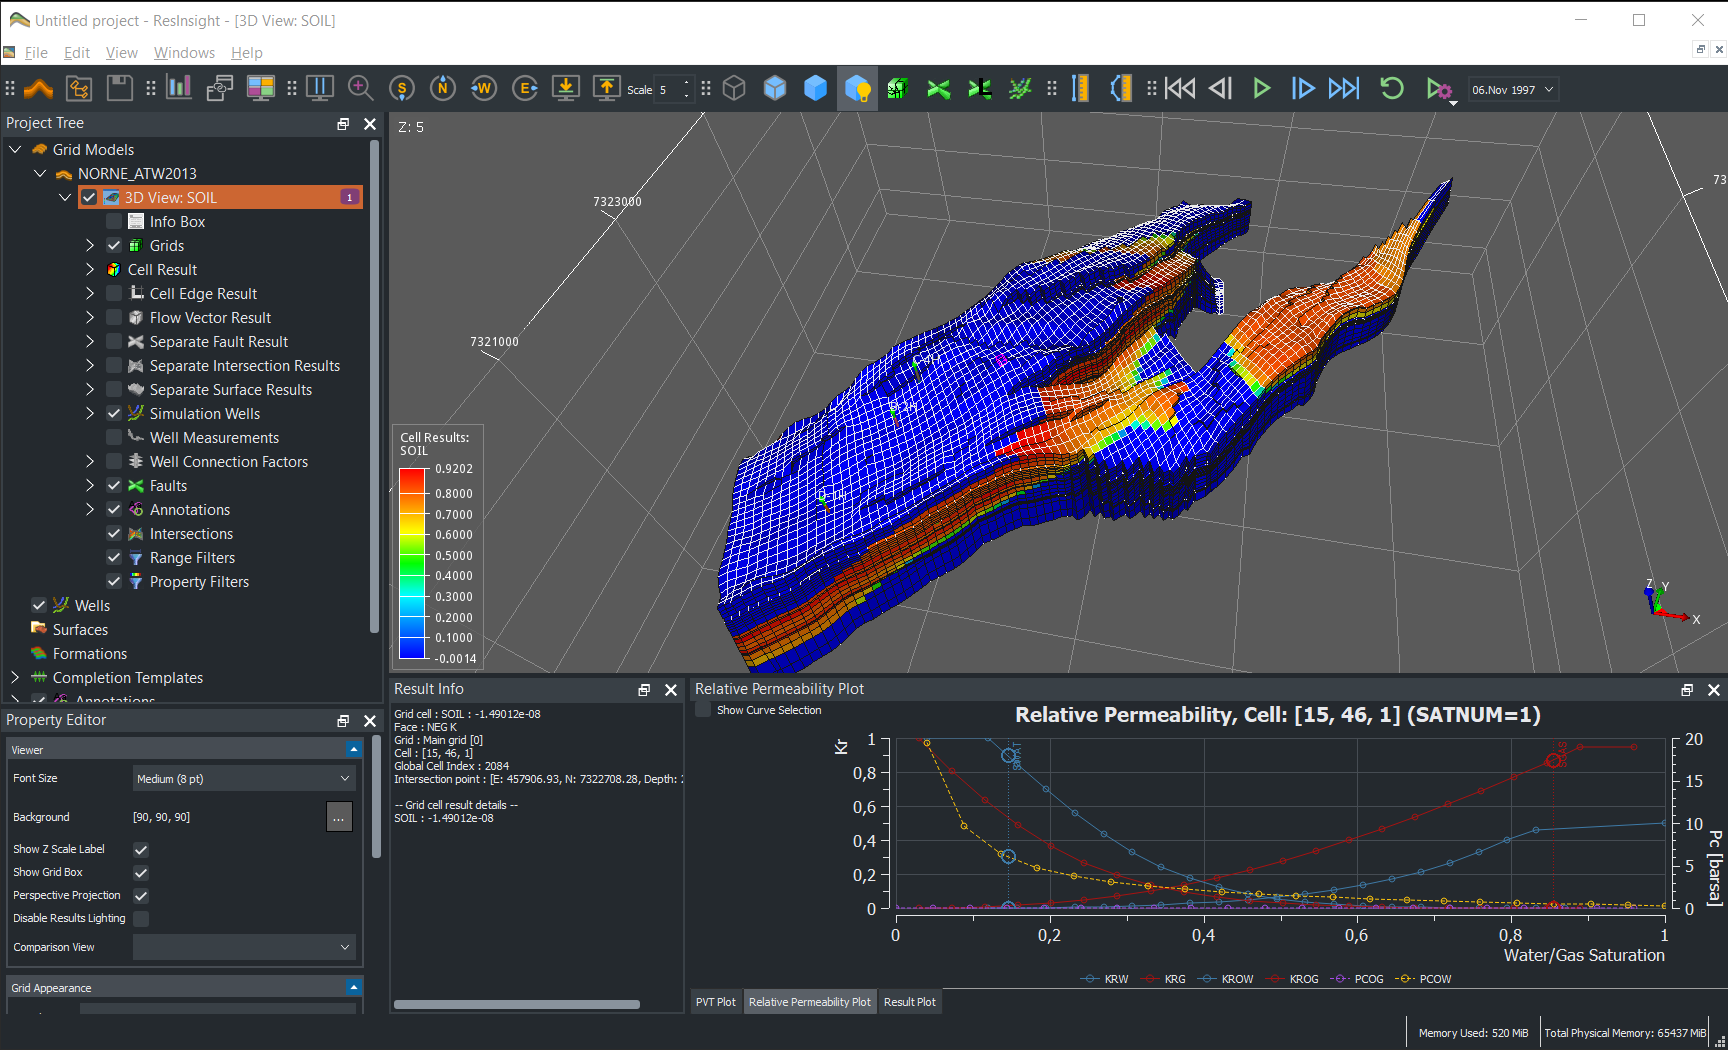 Untitled project - ResInsight - [3D View: SOIL]
File Edit View Windows Help
S N W E Scale 5 06.Nov 1997
Project Tree
Grid Models
NORNE_ATW2013
3D View: SOIL 1
Info Box
Grids
Cell Result
Cell Edge Result
Flow Vector Result
Separate Fault Result
Separate Intersection Results
Separate Surface Results
Simulation Wells
Well Measurements
Well Connection Factors
Faults
Annotations
Intersections
Range Filters
Property Filters
Wells
Surfaces
Formations
Completion Templates
Annotations
Property Editor
Viewer
Font Size Medium (8 pt)
Background [90, 90, 90] ...
Show Z Scale Label
Show Grid Box
Perspective Projection
Disable Results Lighting
Comparison View
Grid Appearance
Z: 5
7323000
7321000
73
Cell Results:
SOIL
0.9202
0.8000
0.7000
0.6000
0.5000
0.4000
0.3000
0.2000
0.1000
-0.0014
Z Y X
Result Info
Grid cell : SOIL : -1.49012e-08
Face : NEG K
Grid : Main grid [0]
Cell : [15, 46, 1]
Global Cell Index : 2084
Intersection point : [E: 457906.93, N: 7322708.28, Depth: 2
-- Grid cell result details --
SOIL : -1.49012e-08
Relative Permeability Plot
Show Curve Selection
Relative Permeability, Cell: [15, 46, 1] (SATNUM=1)
Kr
1
0,8
0,6
0,4
0,2
0
SWAT
SGAS
20
15
10
5
0
Pc [barsa]
0 0,2 0,4 0,6 0,8 1
Water/Gas Saturation
KRW KRG KROW KROG PCOG PCOW
PVT Plot Relative Permeability Plot Result Plot
Memory Used: 520 MiB Total Physical Memory: 65437 MiB